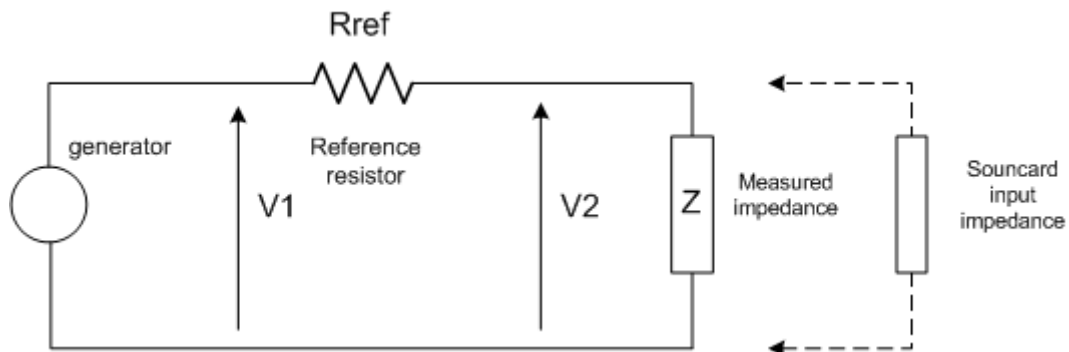 Rref
generator
Reference
resistor
V1
V2
Z
Measured
impedance
Souncard
input
impedance